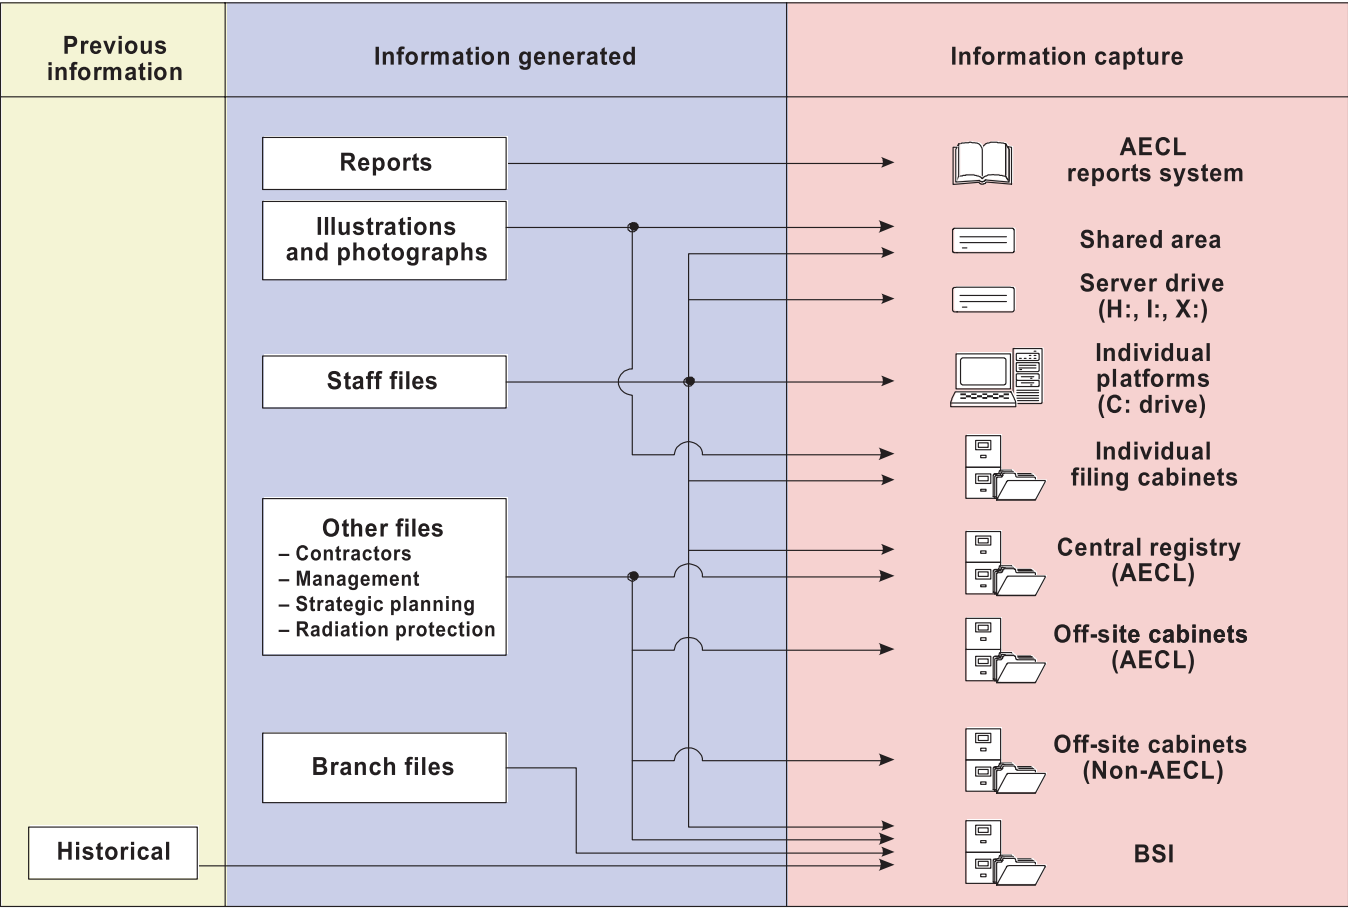 Previous
information
Information generated
Information capture
Reports
AECL
reports system
Illustrations
and photographs
Shared area
Server drive
(H:, I:, X:)
Staff files
Individual
platforms
(C: drive)
Individual
filing cabinets
Other files
– Contractors
– Management
– Strategic planning
– Radiation protection
Central registry
(AECL)
Off-site cabinets
(AECL)
Branch files
Off-site cabinets
(Non-AECL)
Historical
BSI